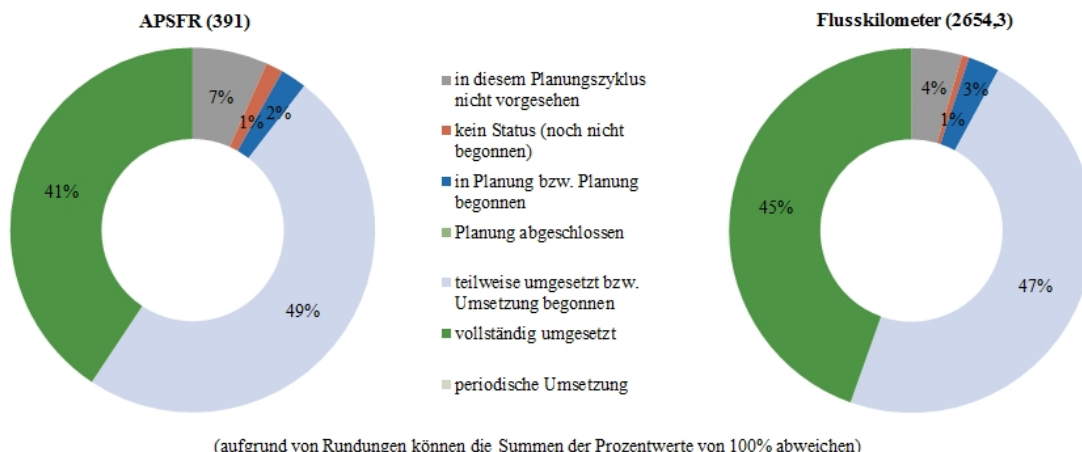 APSFR (391)
7%
1%
2%
41%
49%
in diesem Planungszyklus
nicht vorgesehen
kein Status (noch nicht
begonnen)
in Planung bzw. Planung
begonnen
Planung abgeschlossen
teilweise umgesetzt bzw.
Umsetzung begonnen
vollständig umgesetzt
periodische Umsetzung
Flusskilometer (2654,3)
4%
3%
1%
45%
47%
(aufgrund von Rundungen können die Summen der Prozentwerte von 100% abweichen)